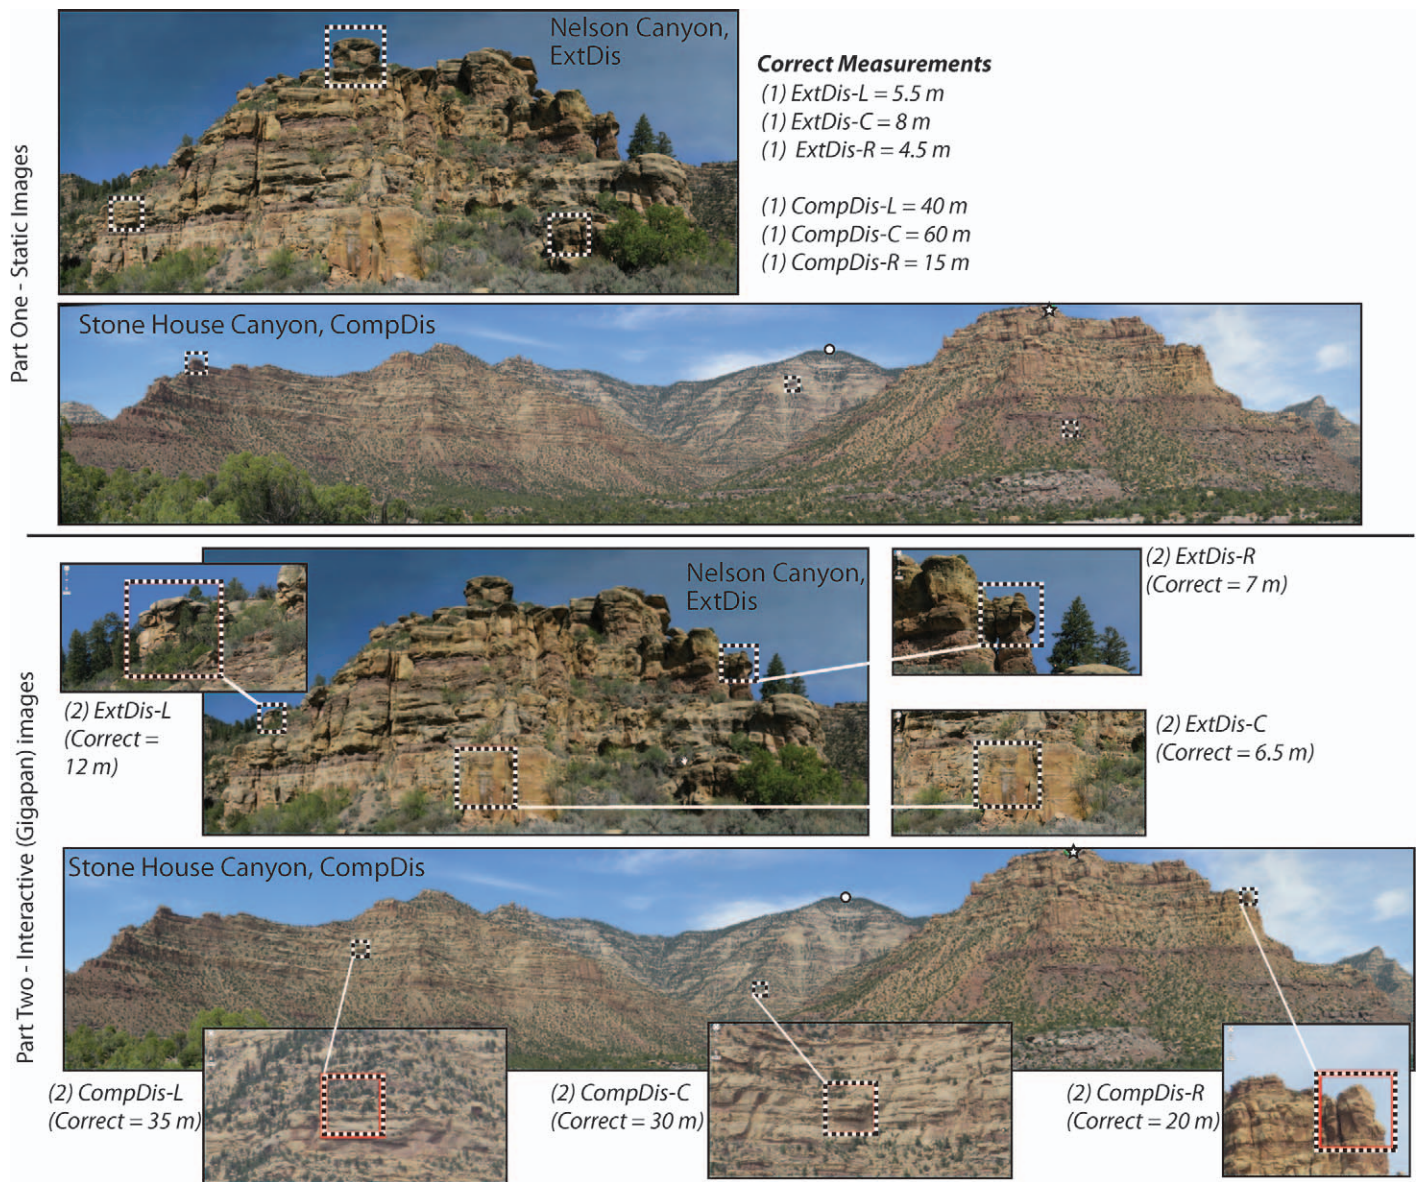 Part One - Static Images
Nelson Canyon,
ExtDis
Correct Measurements
(1) ExtDis-L = 5.5 m
(1) ExtDis-C = 8 m
(1) ExtDis-R = 4.5 m
(1) CompDis-L = 40 m
(1) CompDis-C = 60 m
(1) CompDis-R = 15 m
Stone House Canyon, CompDis
Part Two - Interactive (Gigapan) images
Nelson Canyon,
ExtDis
(2) ExtDis-R
(Correct = 7 m)
(2) ExtDis-L
(Correct =
12 m)
(2) ExtDis-C
(Correct = 6.5 m)
Stone House Canyon, CompDis
(2) CompDis-L
(Correct = 35 m)
(2) CompDis-C
(Correct = 30 m)
(2) CompDis-R
(Correct = 20 m)